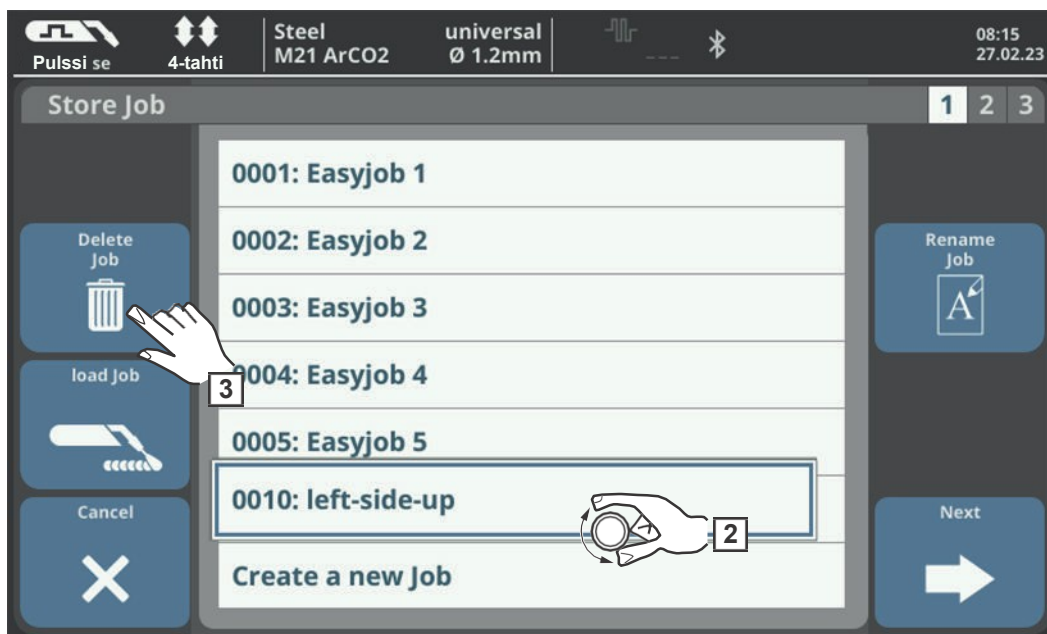 Pulssi se
4-tahti
Steel
M21 ArCO2
universal
Ø 1.2mm
---
08:15
27.02.23
Store Job
1 2 3
0001: Easyjob 1
0002: Easyjob 2
0003: Easyjob 3
0004: Easyjob 4
0005: Easyjob 5
0010: left-side-up
Create a new Job
Delete
Job
3
load Job
Cancel
2
Rename
Job
A
Next